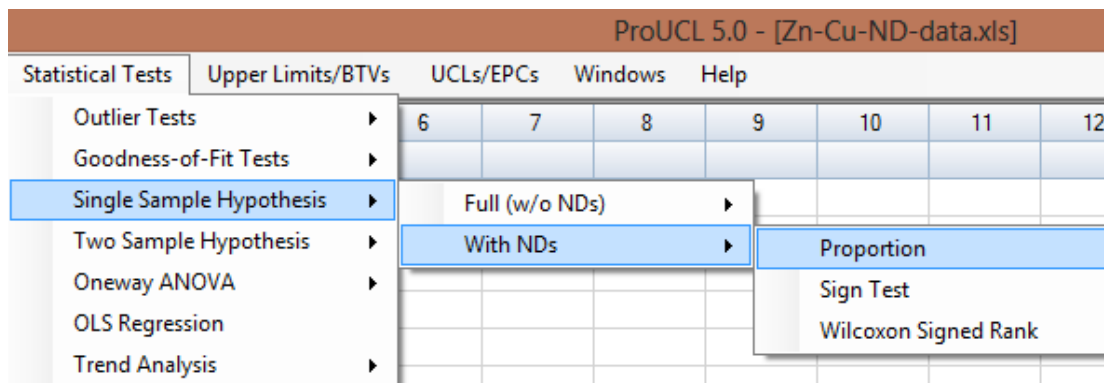 ProUCL 5.0 - [Zn-Cu-ND-data.xls]
Statistical Tests Upper Limits/BTVs UCLs/EPCs Windows Help
Outlier Tests
6 7 8 9 10 11 12
Goodness-of-Fit Tests
Single Sample Hypothesis
Full (w/o NDs)
Two Sample Hypothesis
With NDs
Proportion
Oneway ANOVA
Sign Test
OLS Regression
Wilcoxon Signed Rank
Trend Analysis